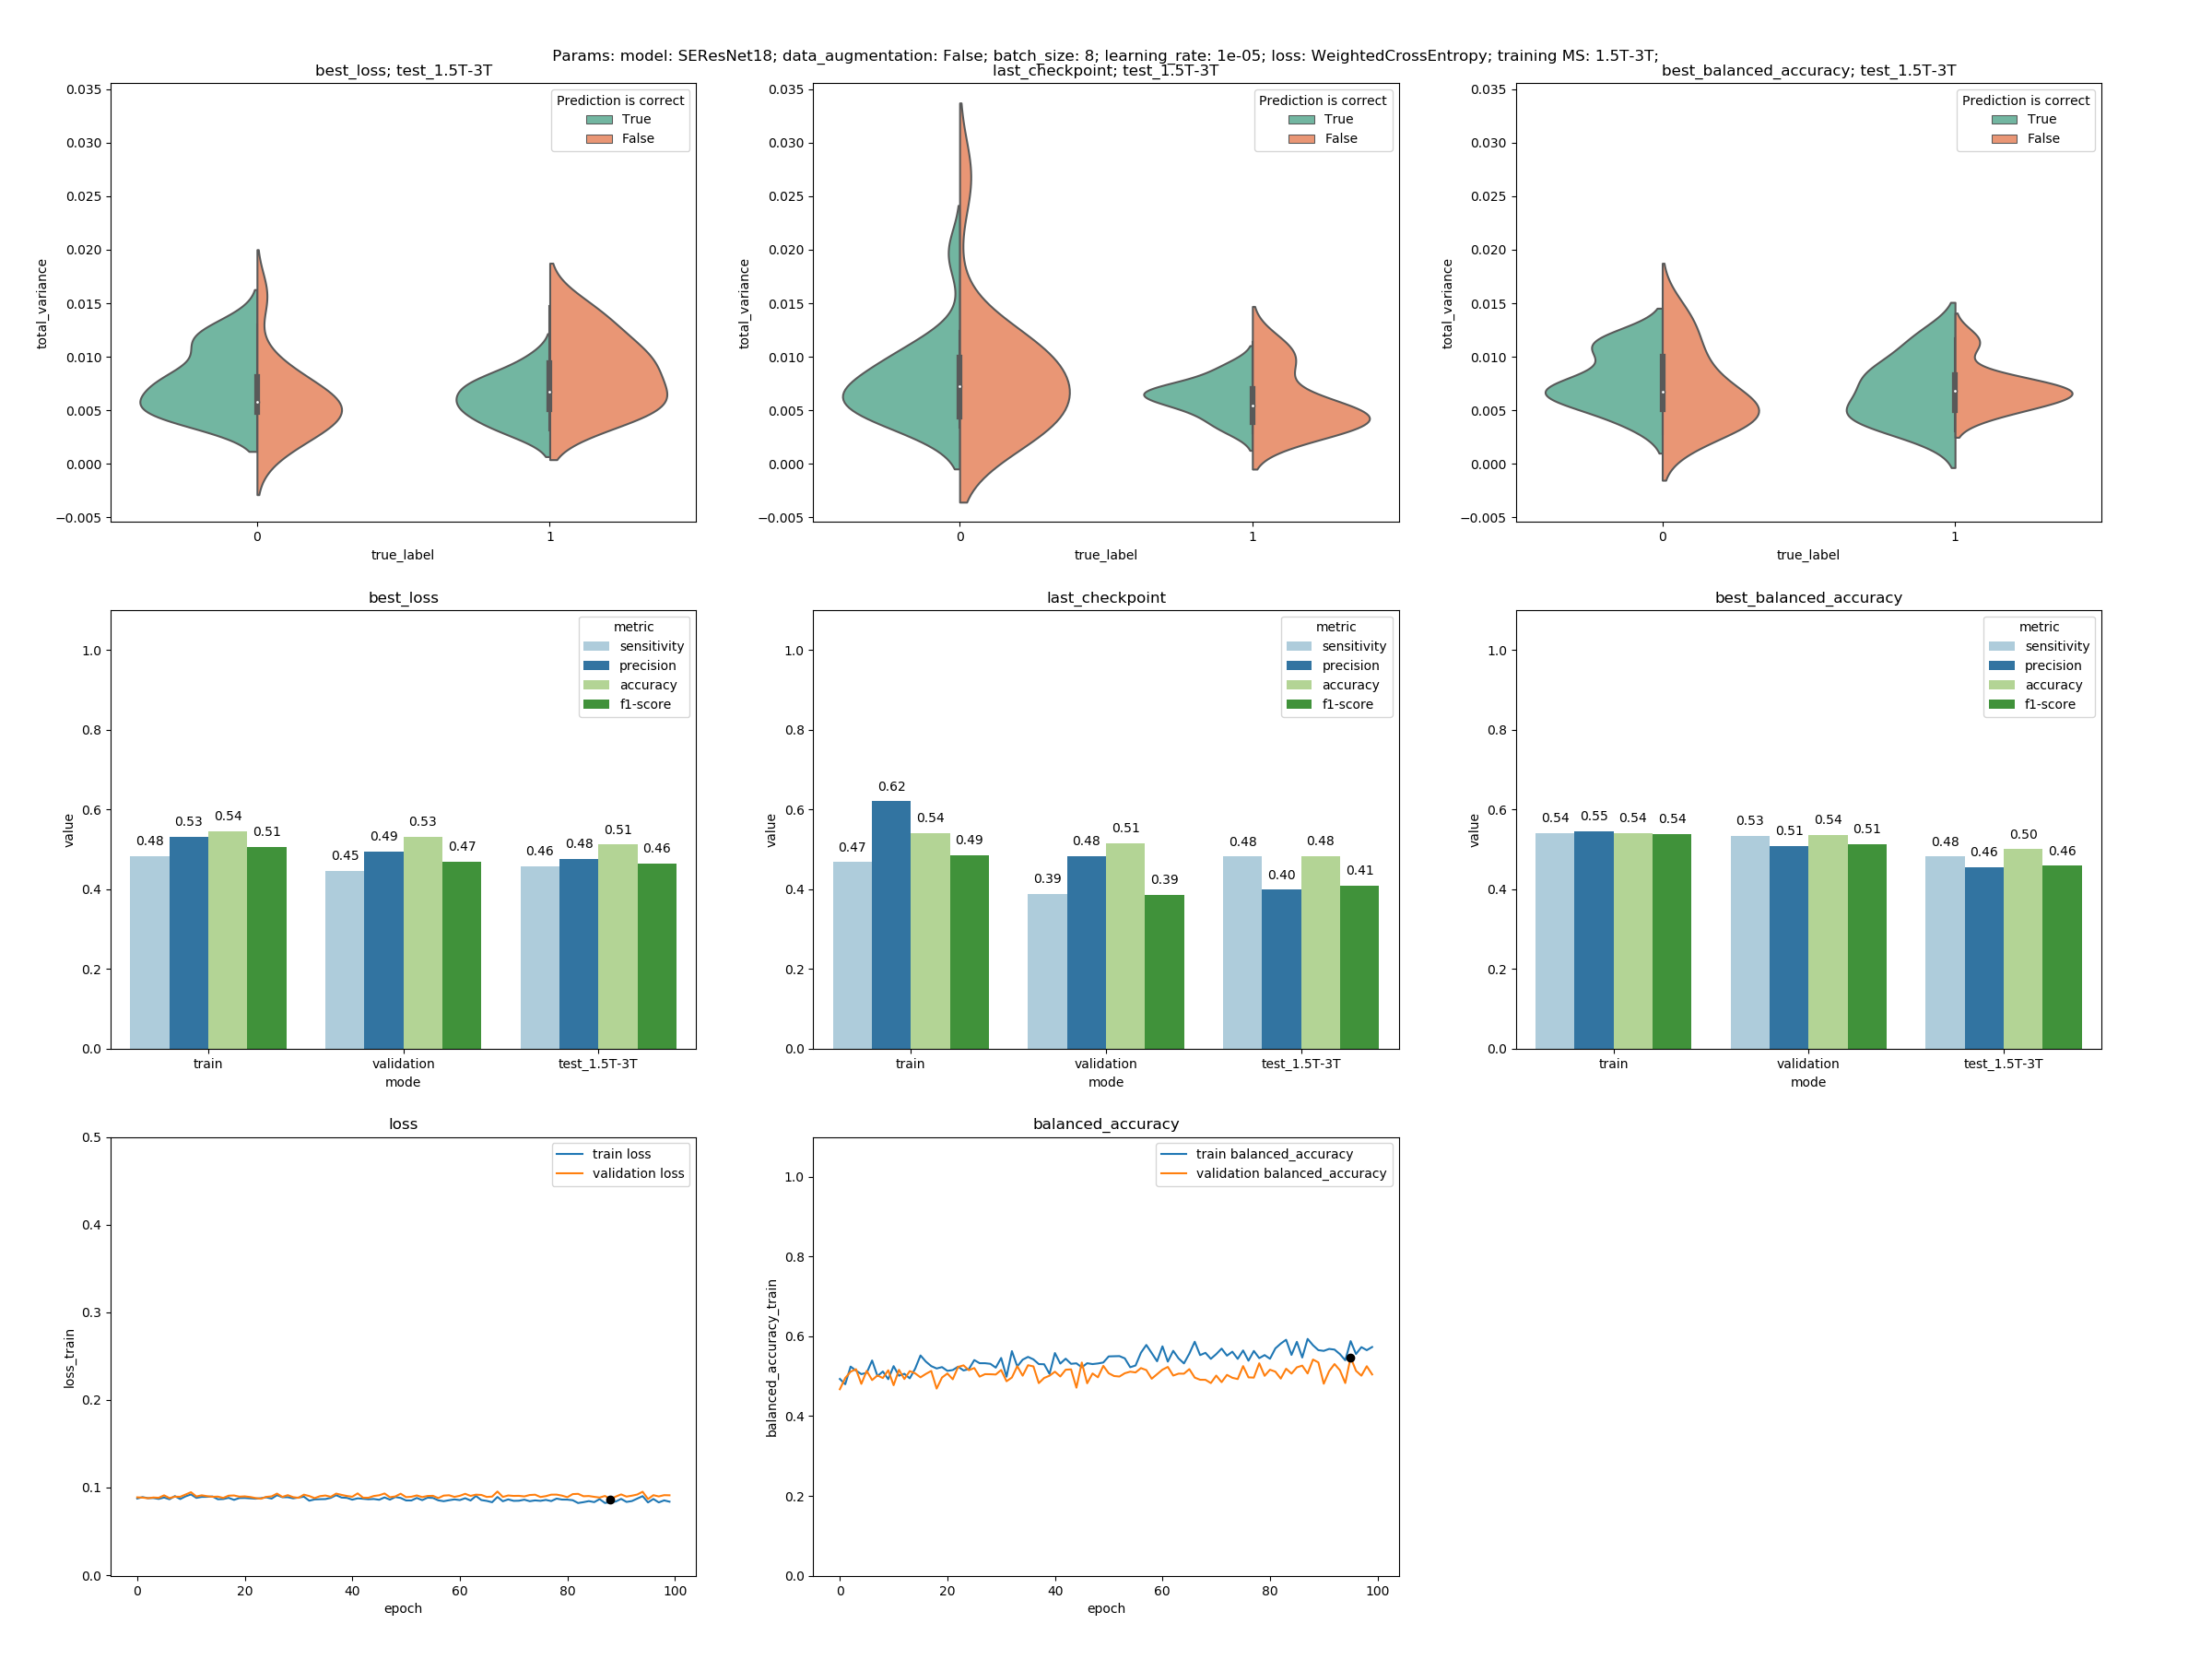 Params: model: SEResNet18; data_augmentation: False; batch_size: 8; learning_rate: 1e-05; loss: WeightedCrossEntropy; training MS: 1.5T-3T;
best_loss; test_1.5T-3T
total_variance
0.035
0.030
0.025
0.020
0.015
0.010
0.005
0.000
−0.005
Prediction is correct
True
False
0 1
true_label
last_checkpoint; test_1.5T-3T
total_variance
0.035
0.030
0.025
0.020
0.015
0.010
0.005
0.000
−0.005
Prediction is correct
True
False
0 1
true_label
best_balanced_accuracy; test_1.5T-3T
total_variance
0.035
0.030
0.025
0.020
0.015
0.010
0.005
0.000
−0.005
Prediction is correct
True
False
0 1
true_label
best_loss
value
1.0
0.8
0.6
0.4
0.2
0.0
metric
sensitivity
precision
accuracy
f1-score
0.48 0.53 0.54 0.51
0.45 0.49 0.53 0.47
0.46 0.48 0.51 0.46
train validation test_1.5T-3T
mode
last_checkpoint
value
1.0
0.8
0.6
0.4
0.2
0.0
metric
sensitivity
precision
accuracy
f1-score
0.47 0.62 0.54 0.49
0.39 0.48 0.51 0.39
0.48 0.40 0.48 0.41
train validation test_1.5T-3T
mode
best_balanced_accuracy
value
1.0
0.8
0.6
0.4
0.2
0.0
metric
sensitivity
precision
accuracy
f1-score
0.54 0.55 0.54 0.54
0.53 0.51 0.54 0.51
0.48 0.46 0.50 0.46
train validation test_1.5T-3T
mode
loss
loss_train
0.5
0.4
0.3
0.2
0.1
0.0
train loss
validation loss
0 20 40 60 80 100
epoch
balanced_accuracy
balanced_accuracy_train
1.0
0.8
0.6
0.4
0.2
0.0
train balanced_accuracy
validation balanced_accuracy
0 20 40 60 80 100
epoch